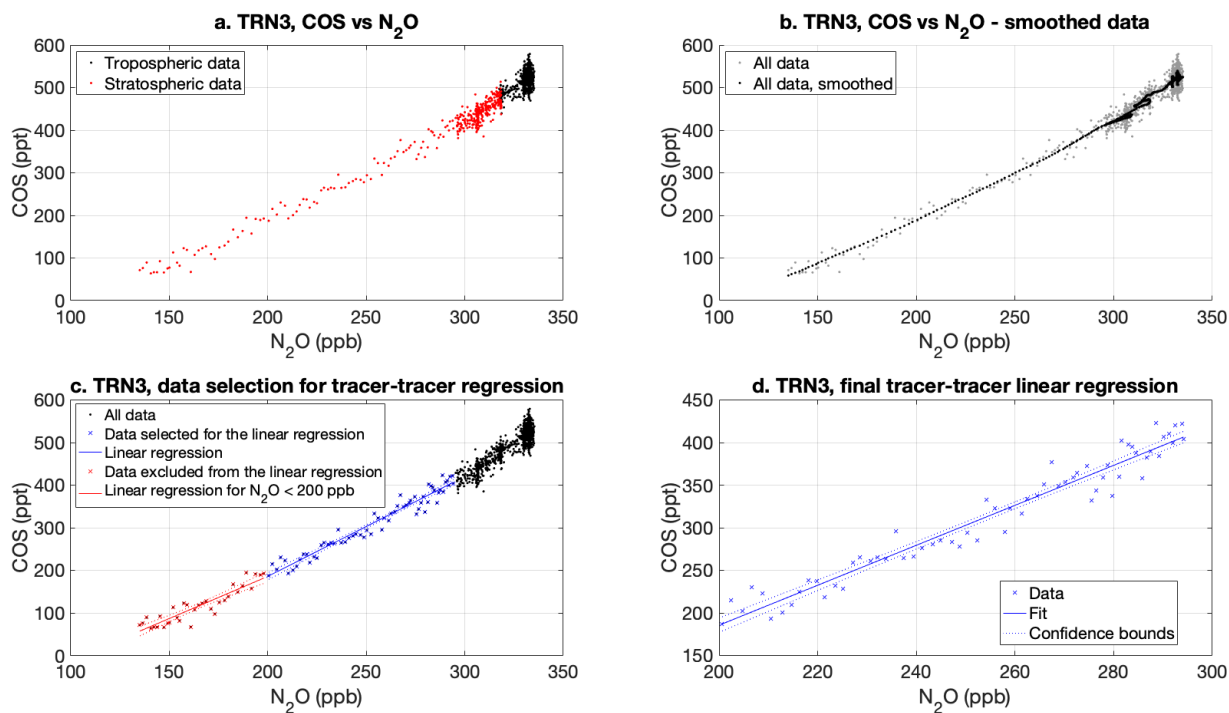 a. TRN3, COS vs N₂O
600
500
400
300
200
100
0
COS (ppt)
Tropospheric data
Stratospheric data
100
150
200
250
300
350
N₂O (ppb)
b. TRN3, COS vs N₂O - smoothed data
600
500
400
300
200
100
0
COS (ppt)
All data
All data, smoothed
100
150
200
250
300
350
N₂O (ppb)
c. TRN3, data selection for tracer-tracer regression
600
500
400
300
200
100
0
COS (ppt)
All data
Data selected for the linear regression
Linear regression
Data excluded from the linear regression
Linear regression for N₂O < 200 ppb
100
150
200
250
300
350
N₂O (ppb)
d. TRN3, final tracer-tracer linear regression
450
400
350
300
250
200
150
COS (ppt)
Data
Fit
Confidence bounds
200
220
240
260
280
300
N₂O (ppb)